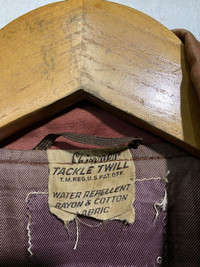 TACKLE TWILL
T.M. REG. U.S. PAT. OFF.
WATER REPELLENT
RAYON & COTTON
FABRIC